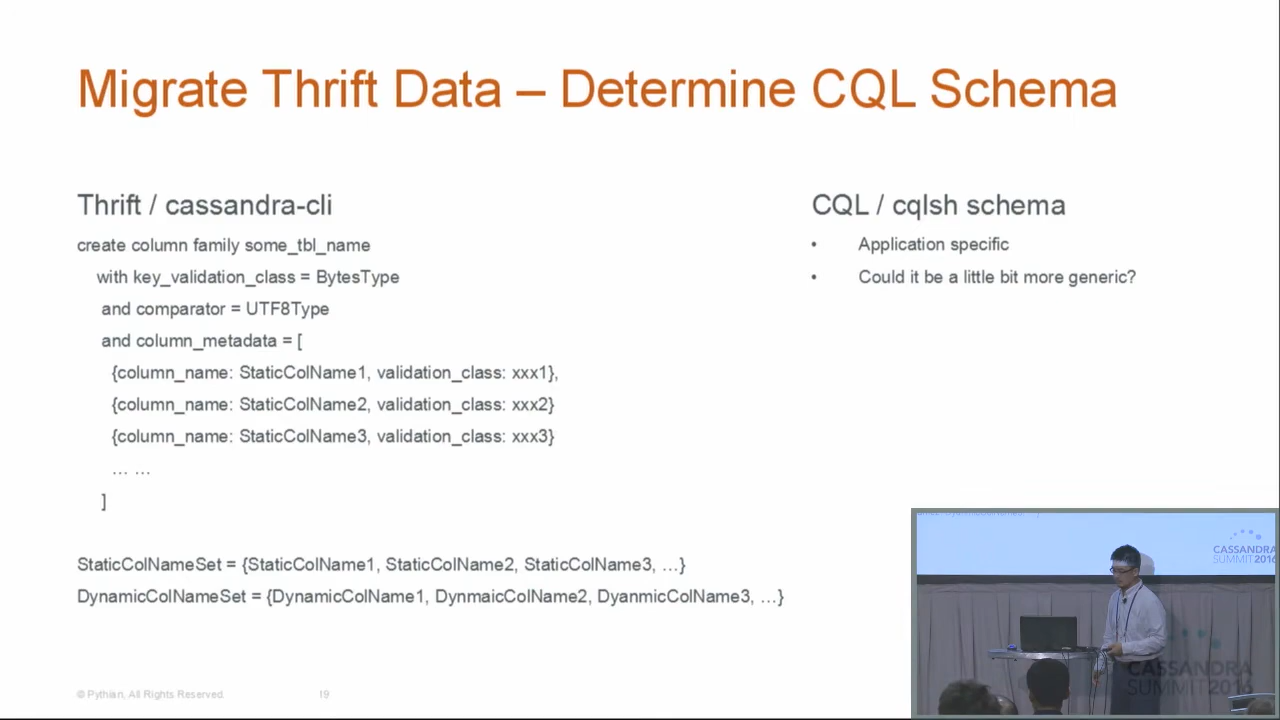 Migrate Thrift Data – Determine CQL Schema
Thrift / cassandra-cli
create column family some_tbl_name
with key_validation_class = BytesType
and comparator = UTF8Type
and column_metadata = [
{column_name: StaticColName1, validation_class: xxx1},
{column_name: StaticColName2, validation_class: xxx2}
{column_name: StaticColName3, validation_class: xxx3}
… …
]
StaticColNameSet = {StaticColName1, StaticColName2, StaticColName3, …}
DynamicColNameSet = {DynamicColName1, DynmaicColName2, DyanmicColName3, …}
CQL / cqlsh schema
• Application specific
• Could it be a little bit more generic?
CASSANDRA
SUMMIT 2016
CASSANDRA
SUMMIT 2016
© Pythian, All Rights Reserved.
19